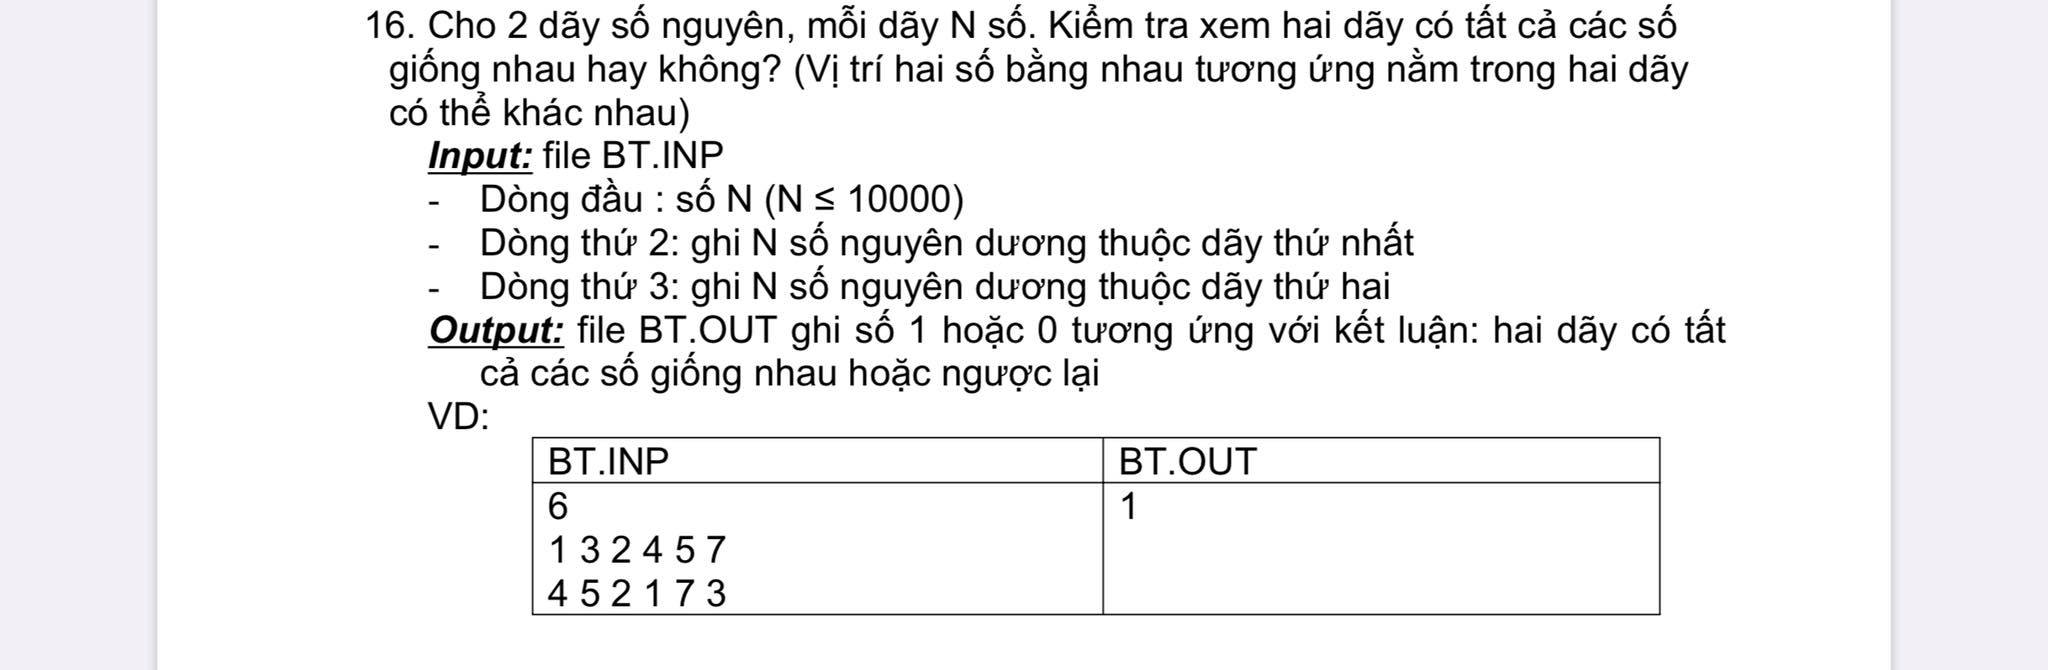 16. Cho 2 dãy số nguyên, mỗi dãy N số. Kiểm tra xem hai dãy có tất cả các số
giống nhau hay không? (Vị trí hai số bằng nhau tương ứng nằm trong hai dãy
có thể khác nhau)
Input: file BT.INP
- Dòng đầu : số N (N ≤ 10000)
- Dòng thứ 2: ghi N số nguyên dương thuộc dãy thứ nhất
- Dòng thứ 3: ghi N số nguyên dương thuộc dãy thứ hai
Output: file BT.OUT ghi số 1 hoặc 0 tương ứng với kết luận: hai dãy có tất
cả các số giống nhau hoặc ngược lại
VD:
BT.INP BT.OUT
6 1
1 3 2 4 5 7
4 5 2 1 7 3